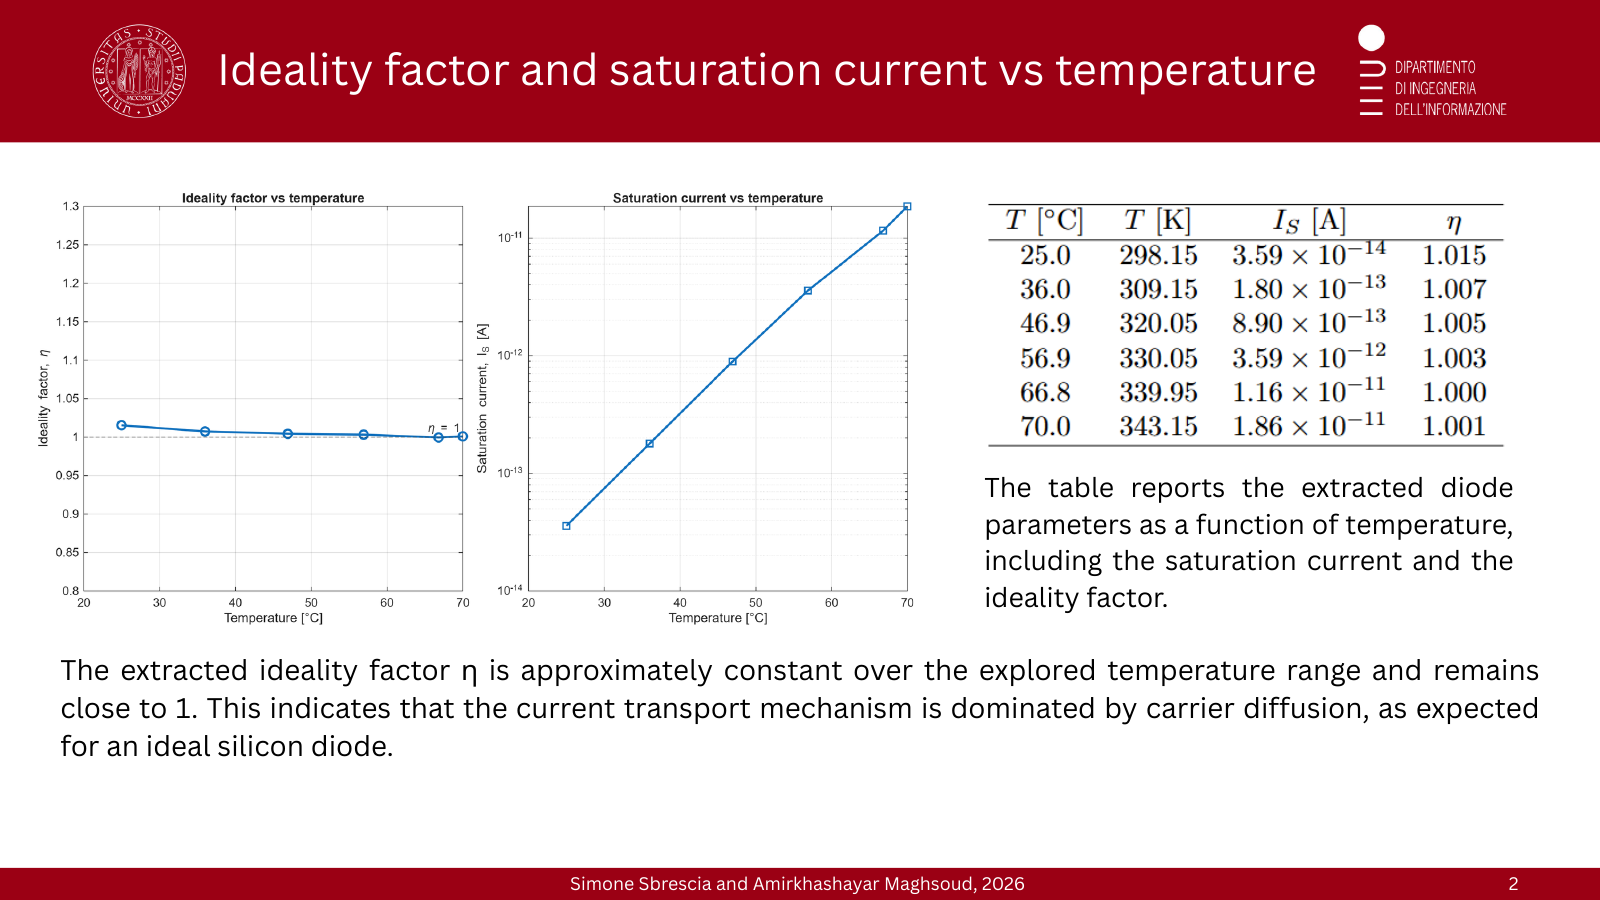 UNIVERSITAS STUDII PADUANI
MCCXXII
Ideality factor and saturation current vs temperature
DIPARTIMENTO
DI INGEGNERIA
DELL'INFORMAZIONE
Ideality factor vs temperature
1.3
1.25
1.2
1.15
1.1
1.05
1
0.95
0.9
0.85
0.8
20 30 40 50 60 70
Temperature [°C]
Ideality factor, η
η = 1
Saturation current vs temperature
10⁻¹¹
10⁻¹²
10⁻¹³
10⁻¹⁴
20 30 40 50 60 70
Temperature [°C]
Saturation current, I_S [A]
T [°C] T [K] I_S [A] η
25.0 298.15 3.59 × 10⁻¹⁴ 1.015
36.0 309.15 1.80 × 10⁻¹³ 1.007
46.9 320.05 8.90 × 10⁻¹³ 1.005
56.9 330.05 3.59 × 10⁻¹² 1.003
66.8 339.95 1.16 × 10⁻¹¹ 1.000
70.0 343.15 1.86 × 10⁻¹¹ 1.001
The table reports the extracted diode
parameters as a function of temperature,
including the saturation current and the
ideality factor.
The extracted ideality factor η is approximately constant over the explored temperature range and remains
close to 1. This indicates that the current transport mechanism is dominated by carrier diffusion, as expected
for an ideal silicon diode.
Simone Sbrescia and Amirkhashayar Maghsoud, 2026
2